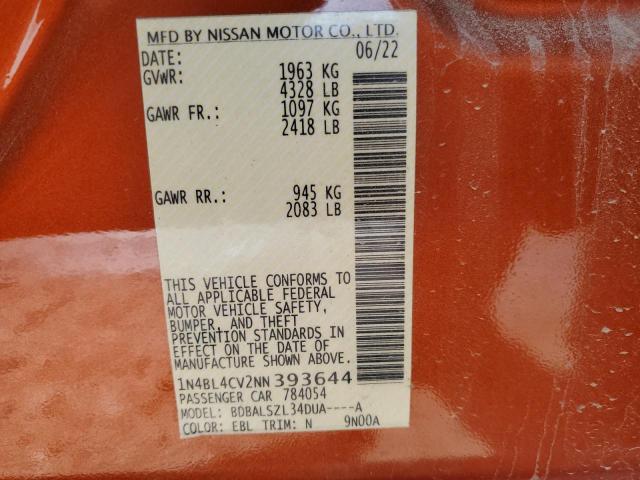 MFD BY NISSAN MOTOR CO., LTD.
DATE: 06/22
GVWR: 1963 KG
4328 LB
GAWR FR.: 1097 KG
2418 LB
GAWR RR.: 945 KG
2083 LB
THIS VEHICLE CONFORMS TO
ALL APPLICABLE FEDERAL
MOTOR VEHICLE SAFETY,
BUMPER, AND THEFT
PREVENTION STANDARDS IN
EFFECT ON THE DATE OF
MANUFACTURE SHOWN ABOVE.
1N4BL4CV2NN 393644
PASSENGER CAR 784054
MODEL: BDBALSZL34DUA----A
COLOR: EBL TRIM: N 9N00A